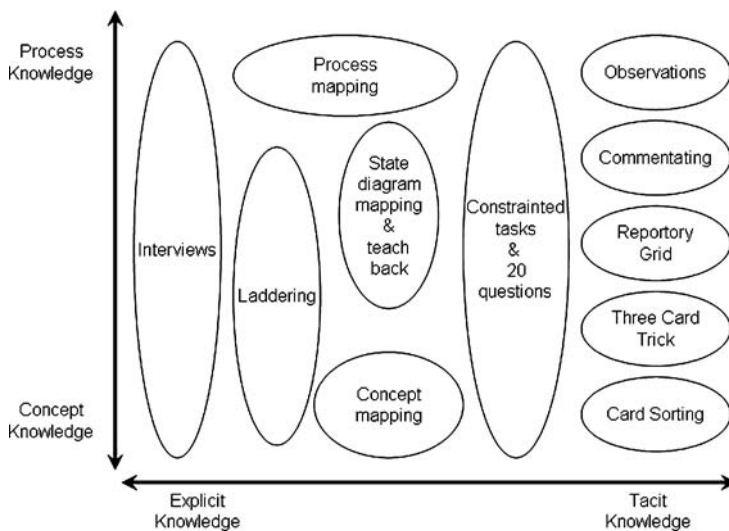 Process
Knowledge
Process
mapping
Observations
Commentating
State
diagram
mapping
&
teach
back
Interviews
Laddering
Constrainted
tasks
&
20
questions
Reportory
Grid
Three Card
Trick
Concept
mapping
Card Sorting
Concept
Knowledge
Explicit
Knowledge
Tacit
Knowledge